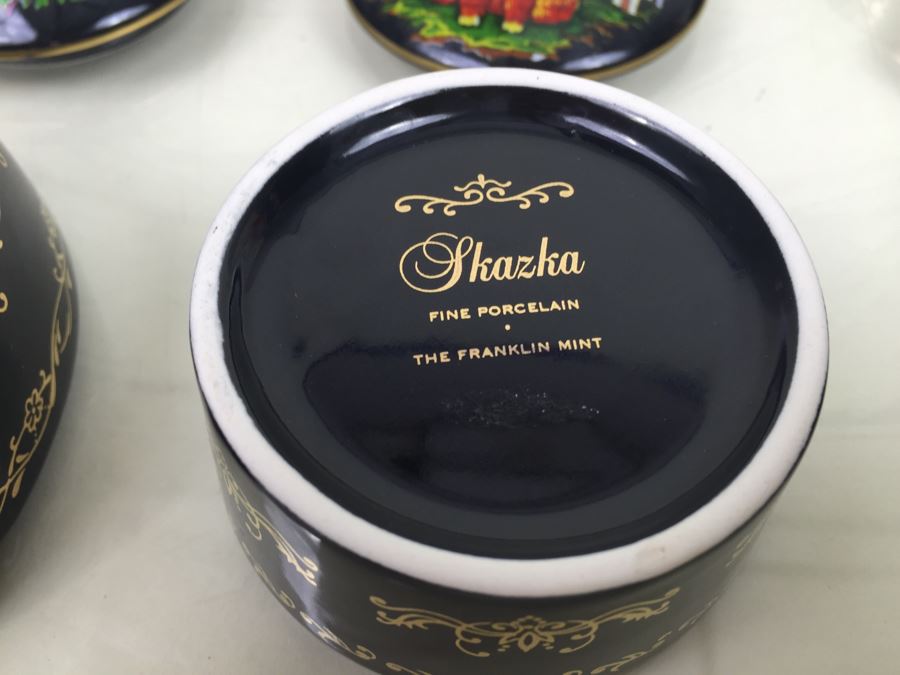 Skazka
FINE PORCELAIN
•
THE FRANKLIN MINT